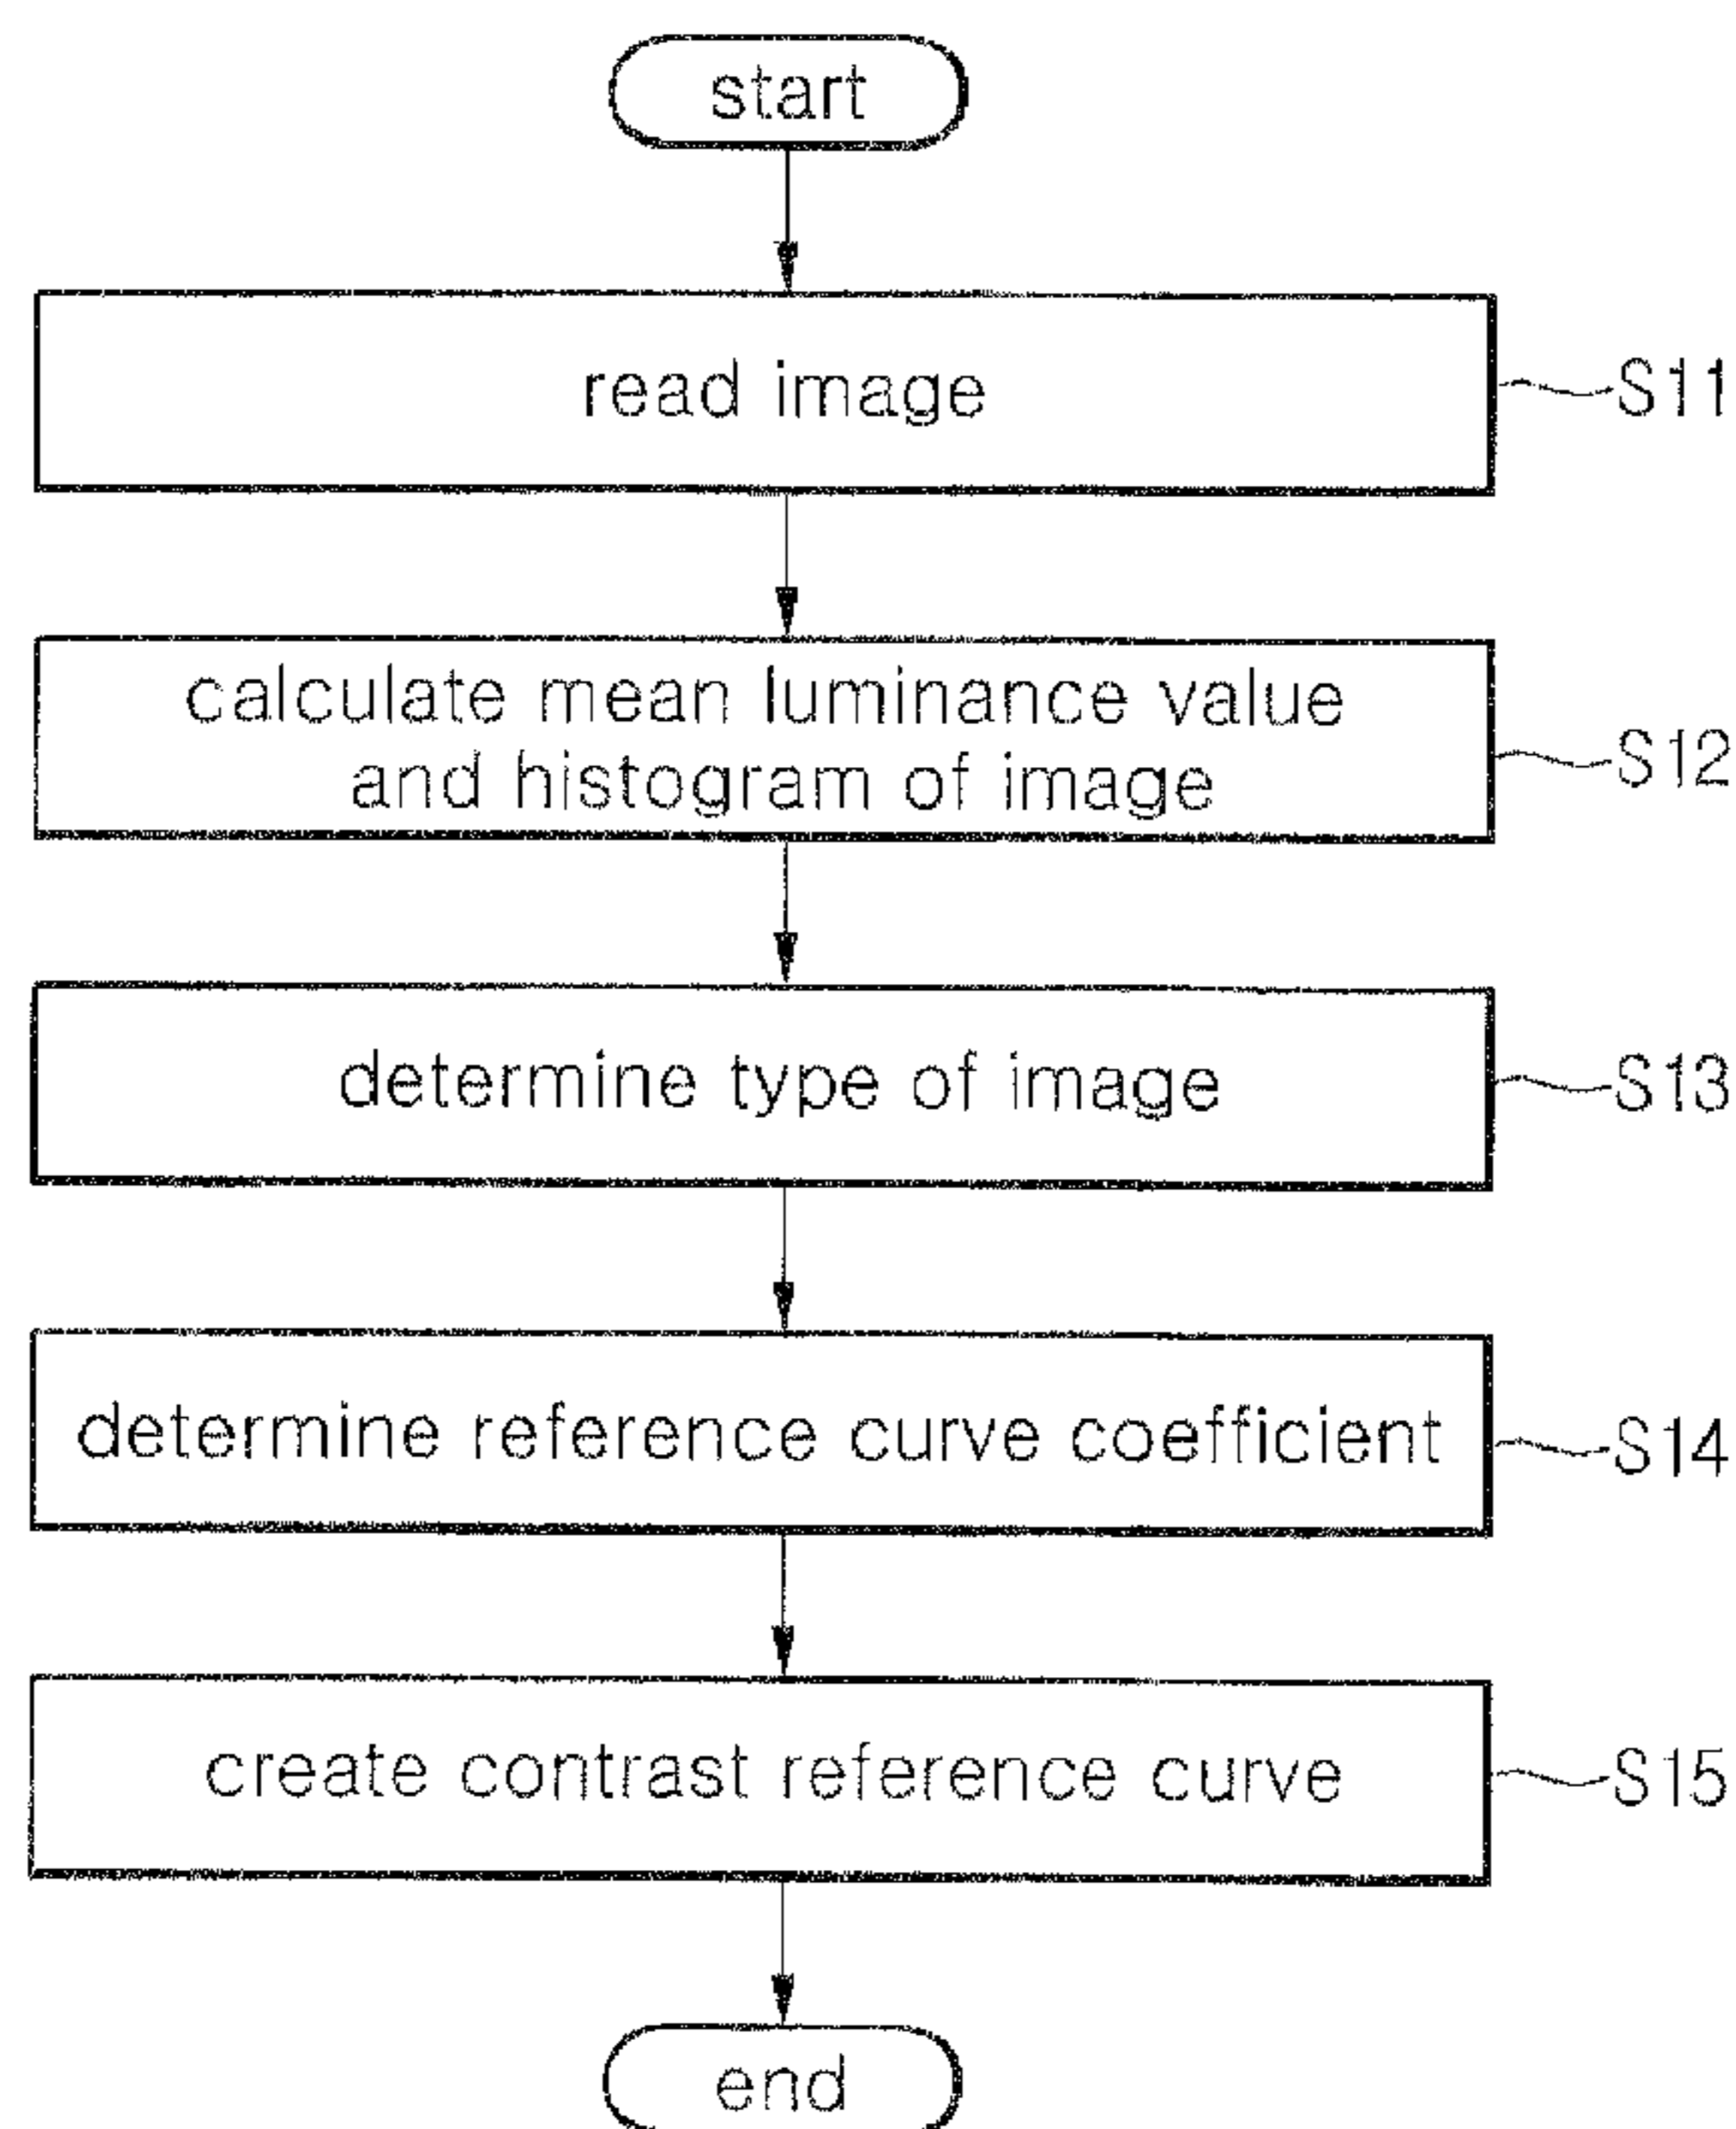 start
read image
S11
calculate mean luminance value
and histogram of image
S12
determine type of image
S13
determine reference curve coefficient
S14
create contrast reference curve
S15
end